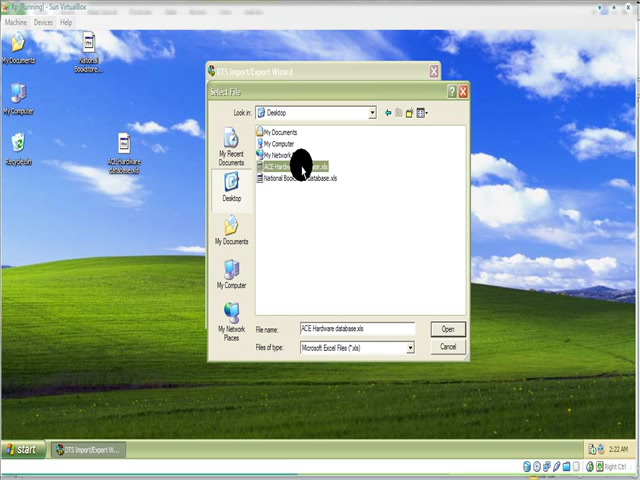 Xp [Running] - Sun VirtualBox
Machine Devices Help
My Documents
National
Bookstore....
My Computer
Recycle Bin
ACE Hardware
database.xls
DTS Import/Export Wizard
Select File
Look in:
Desktop
My Recent
Documents
Desktop
My Documents
My Computer
My Network
Places
My Documents
My Computer
My Network
ACE Hardware
National
database.xls
File name:
ACE Hardware database.xls
Open
Files of type:
Microsoft Excel Files (*.xls)
Cancel
start
DTS Import/Export W...
2:22 AM
Right Ctrl